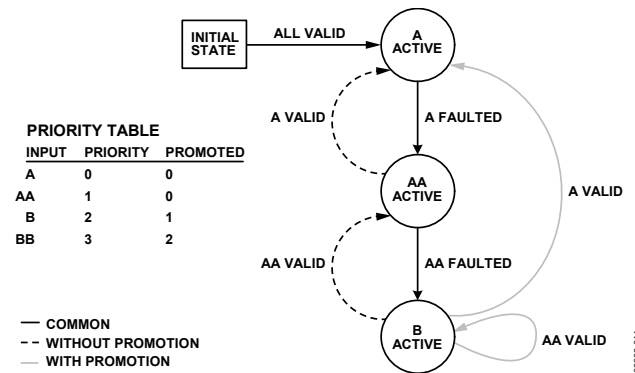 INITIAL
STATE
ALL VALID
A
ACTIVE
A VALID
A FAULTED
PRIORITY TABLE
INPUT PRIORITY PROMOTED
A 0 0
AA 1 0
B 2 1
BB 3 2
AA
ACTIVE
A VALID
AA VALID
AA FAULTED
COMMON
WITHOUT PROMOTION
WITH PROMOTION
B
ACTIVE
AA VALID